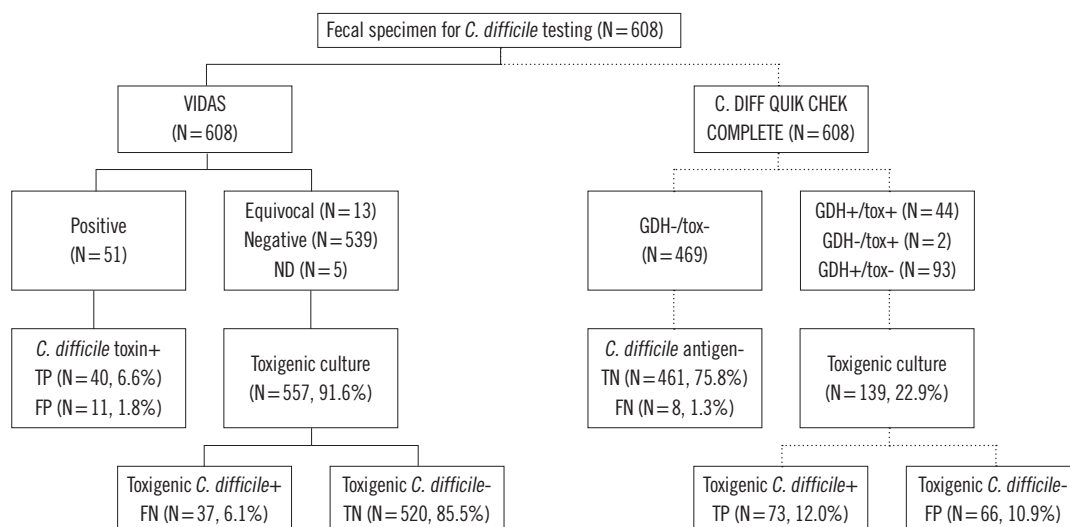 Fecal specimen for C. difficile testing (N=608)
VIDAS
(N=608)
C. DIFF QUIK CHEK
COMPLETE (N=608)
Positive
(N=51)
Equivocal (N=13)
Negative (N=539)
ND (N=5)
GDH-/tox-
(N=469)
GDH+/tox+ (N=44)
GDH-/tox+ (N=2)
GDH+/tox- (N=93)
C. difficile toxin+
TP (N=40, 6.6%)
FP (N=11, 1.8%)
Toxigenic culture
(N=557, 91.6%)
C. difficile antigen-
TN (N=461, 75.8%)
FN (N=8, 1.3%)
Toxigenic culture
(N=139, 22.9%)
Toxigenic C. difficile+
FN (N=37, 6.1%)
Toxigenic C. difficile-
TN (N=520, 85.5%)
Toxigenic C. difficile+
TP (N=73, 12.0%)
Toxigenic C. difficile-
FP (N=66, 10.9%)